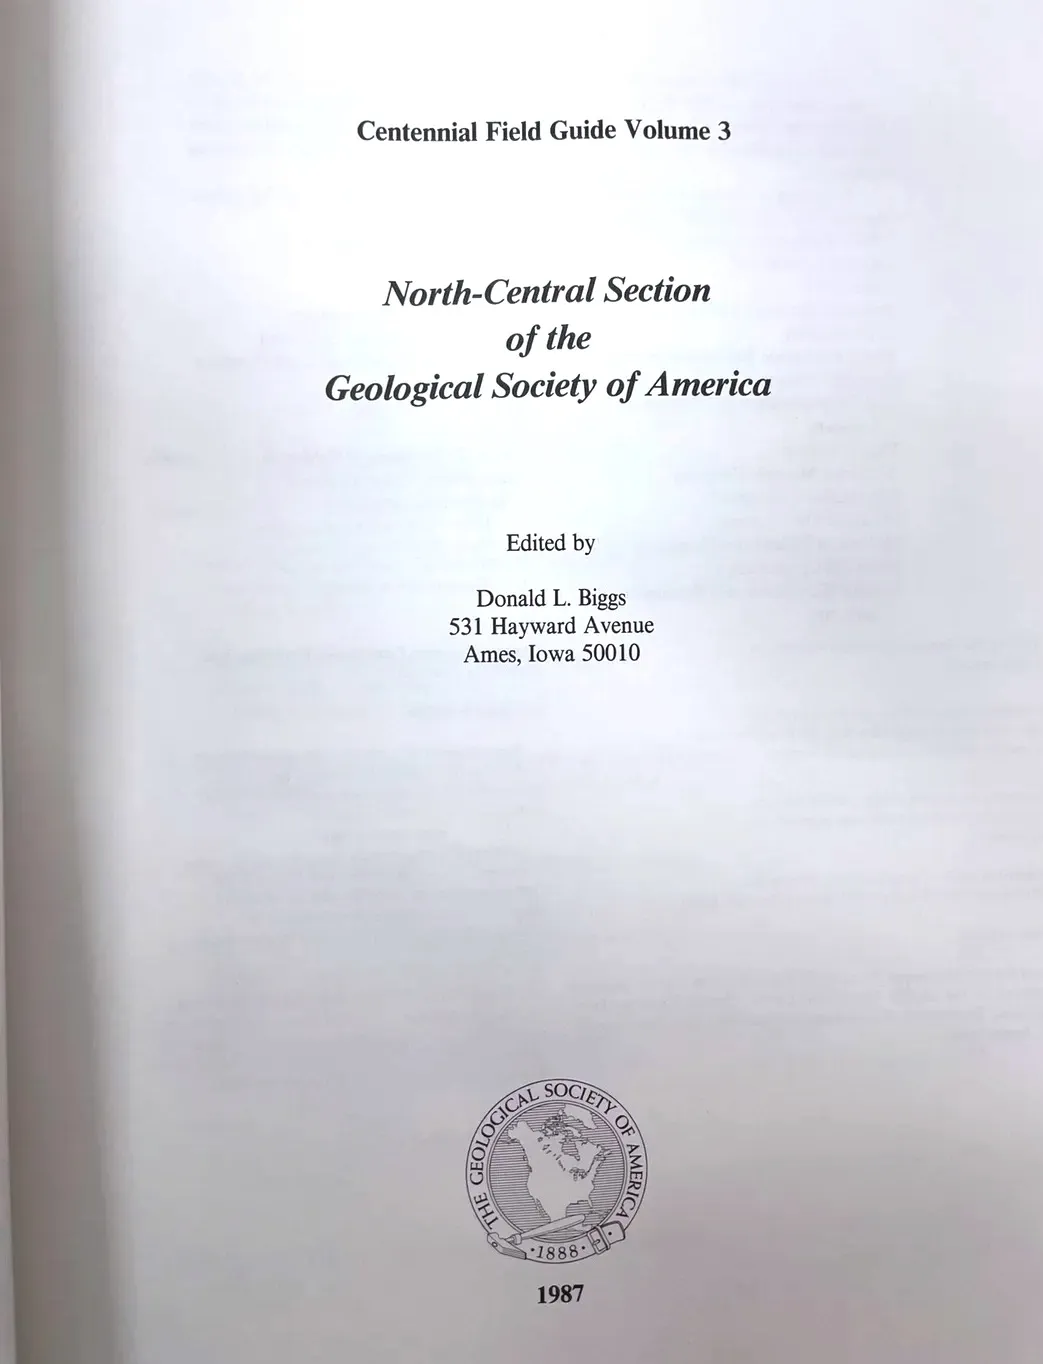 Centennial Field Guide Volume 3
North-Central Section
of the
Geological Society of America
Edited by
Donald L. Biggs
531 Hayward Avenue
Ames, Iowa 50010
THE GEOLOGICAL SOCIETY OF AMERICA
·1888·
1987